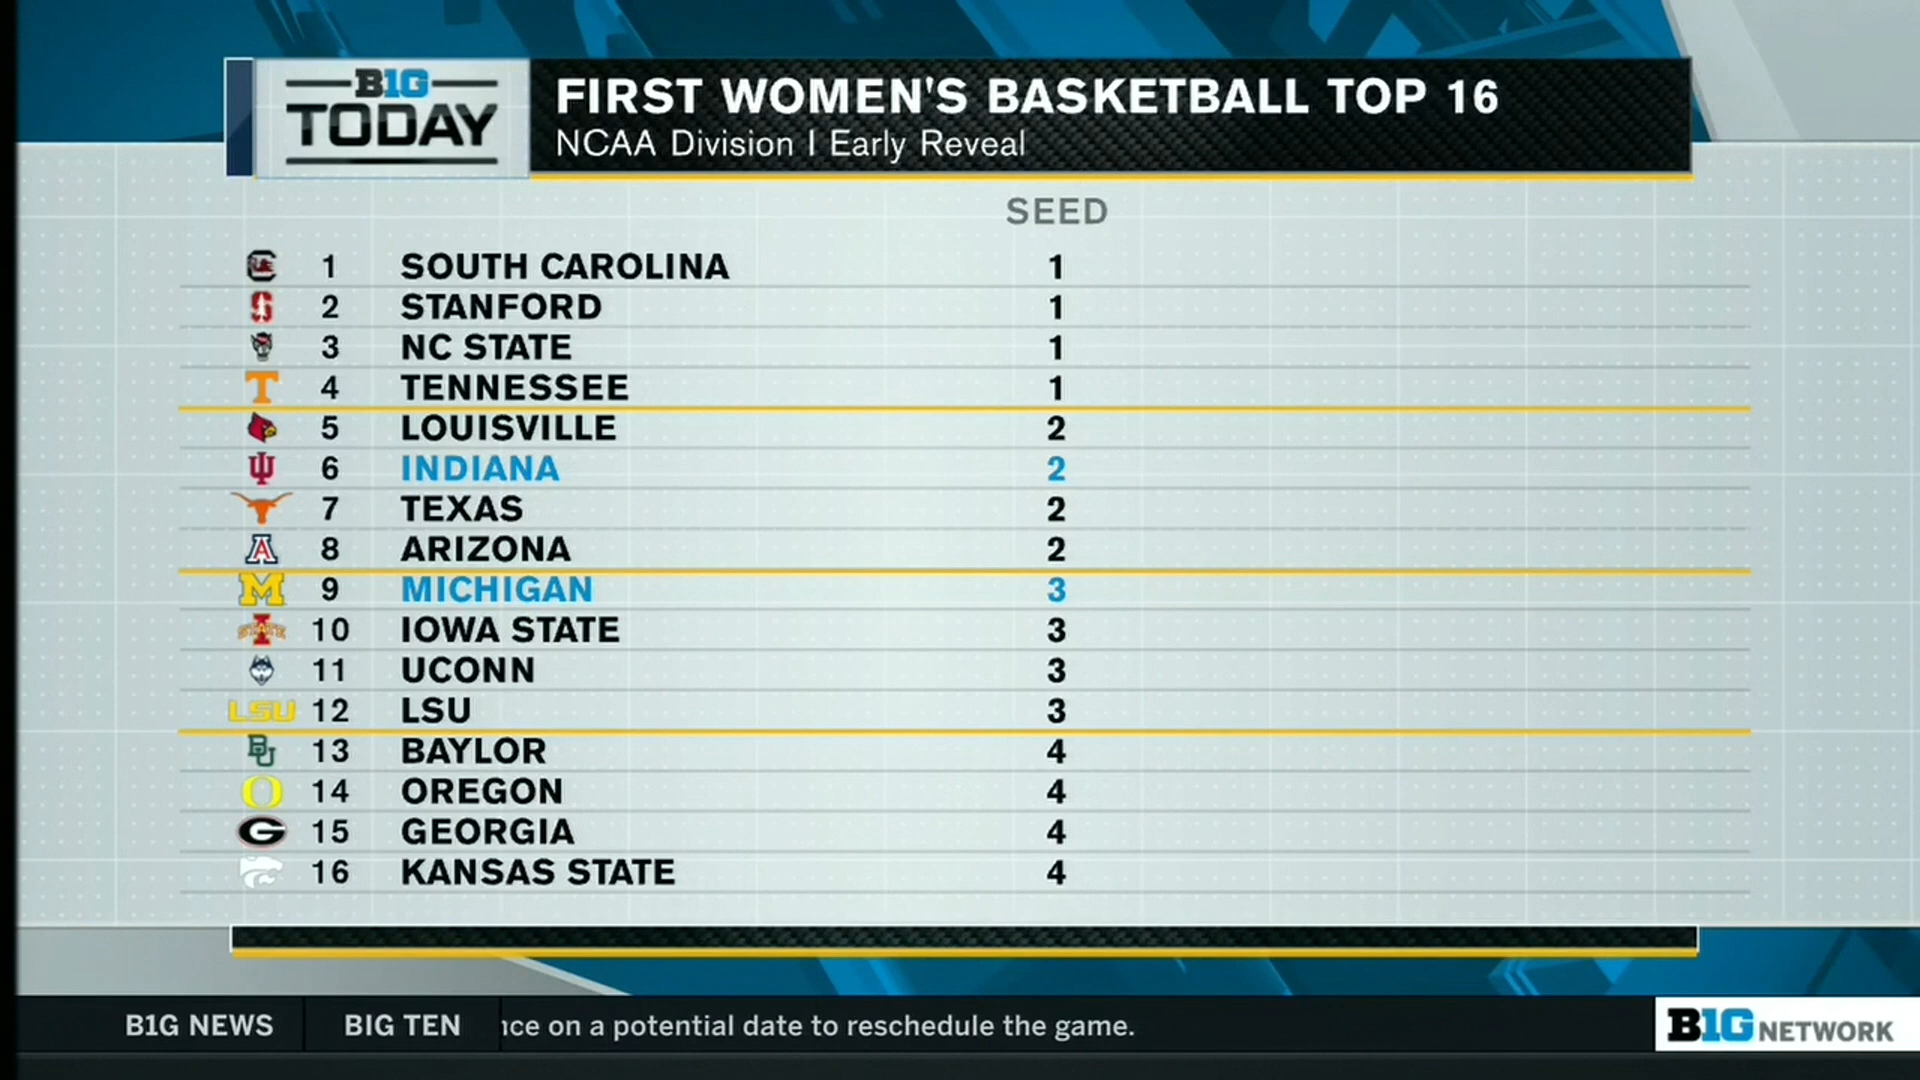 B1G
TODAY
FIRST WOMEN'S BASKETBALL TOP 16
NCAA Division I Early Reveal
SEED
1 SOUTH CAROLINA 1
2 STANFORD 1
3 NC STATE 1
T 4 TENNESSEE 1
5 LOUISVILLE 2
6 INDIANA 2
7 TEXAS 2
A 8 ARIZONA 2
M 9 MICHIGAN 3
STATE 10 IOWA STATE 3
11 UCONN 3
LSU 12 LSU 3
BU 13 BAYLOR 4
O 14 OREGON 4
G 15 GEORGIA 4
16 KANSAS STATE 4
B1G NEWS BIG TEN on a potential date to reschedule the game.
B1G NETWORK